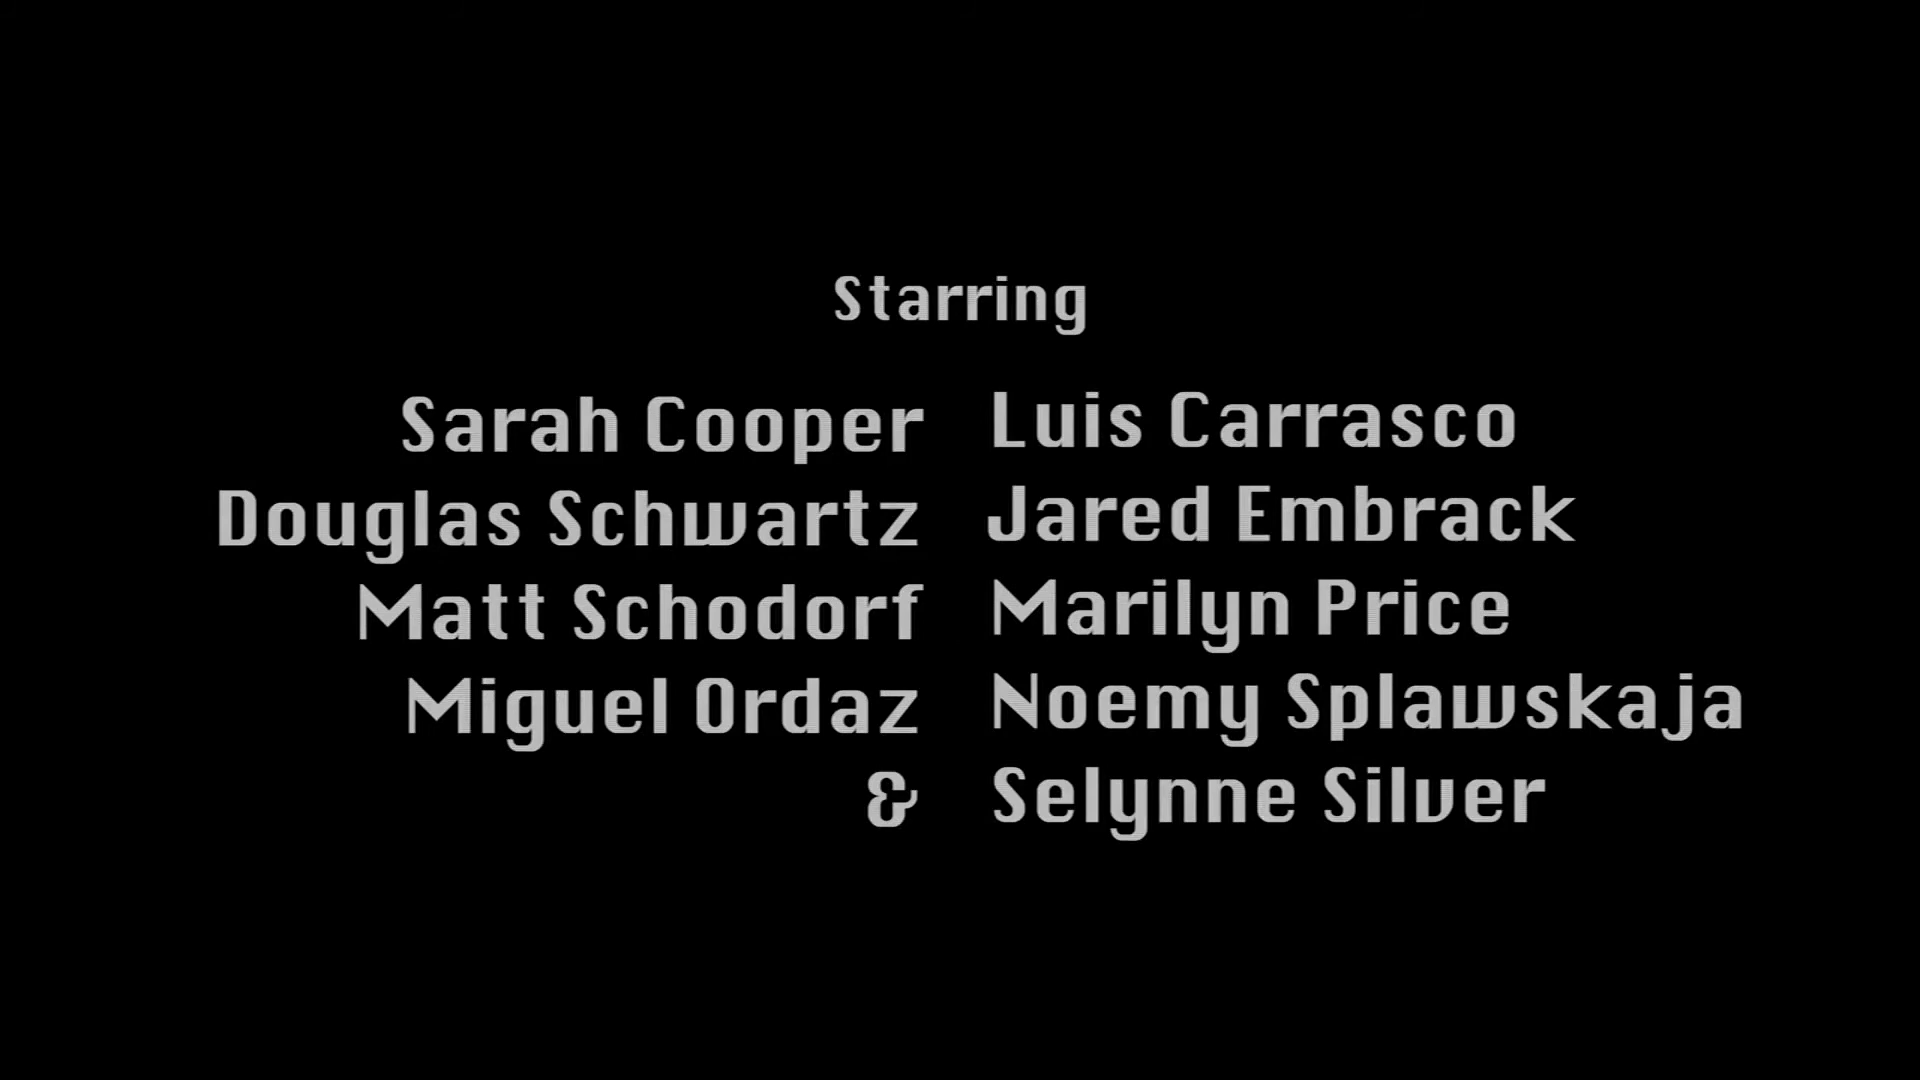 Starring
Sarah Cooper Luis Carrasco
Douglas Schwartz Jared Embrack
Matt Schodorf Marilyn Price
Miguel Ordaz Noemy Splawskaja
& Selynne Silver